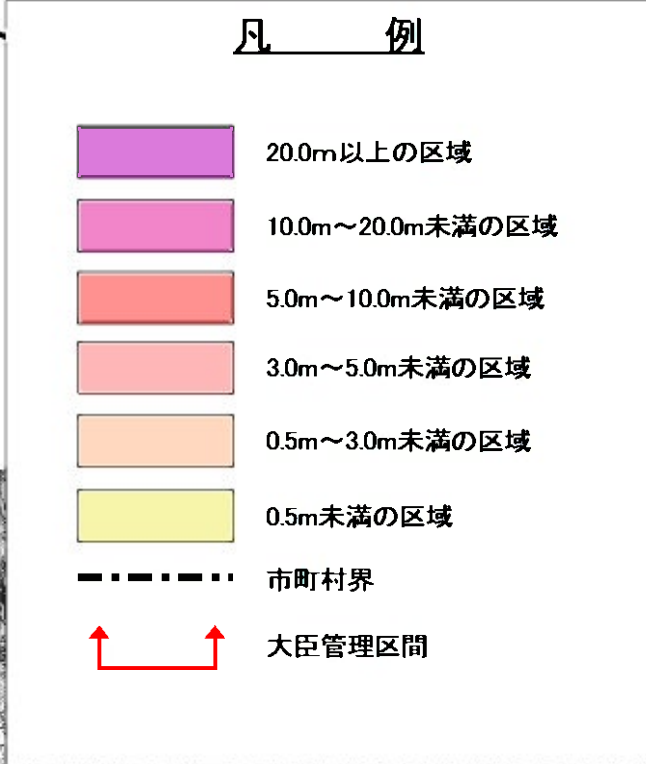 凡 例
20.0m以上の区域
10.0m～20.0m未満の区域
5.0m～10.0m未満の区域
3.0m～5.0m未満の区域
0.5m～3.0m未満の区域
0.5m未満の区域
市町村界
大臣管理区間